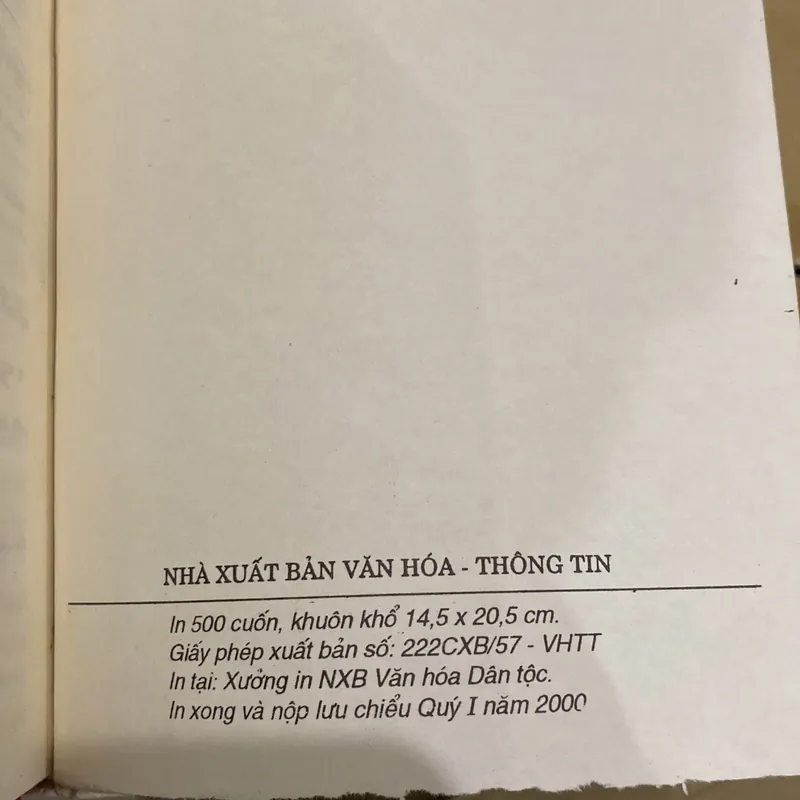 NHÀ XUẤT BẢN VĂN HÓA - THÔNG TIN
In 500 cuốn, khuôn khổ 14,5 x 20,5 cm.
Giấy phép xuất bản số: 222CXB/57 - VHTT
In tại: Xưởng in NXB Văn hóa Dân tộc.
In xong và nộp lưu chiểu Quý I năm 2000